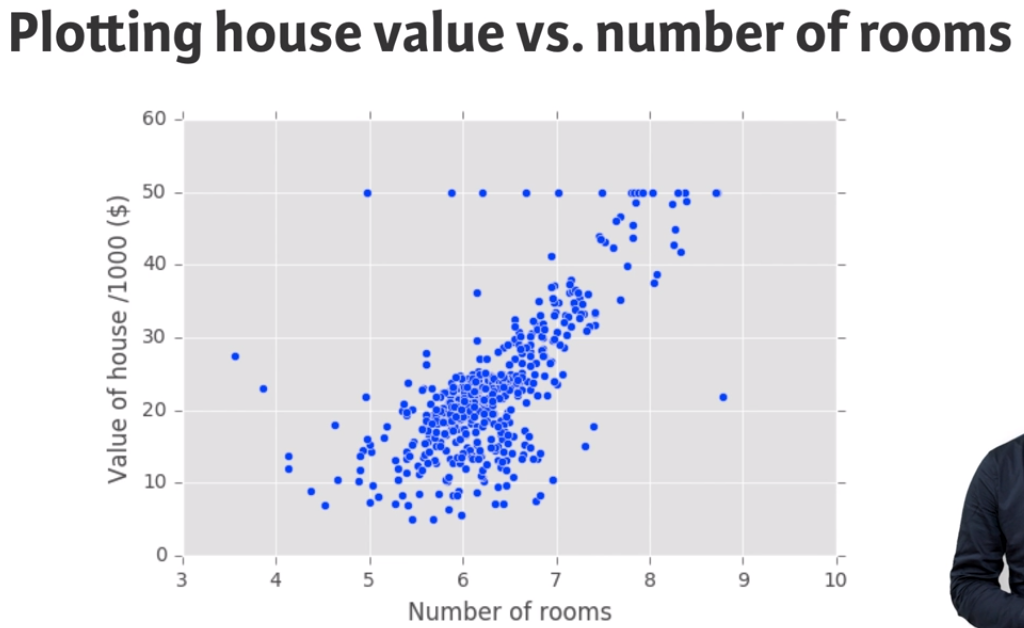 Plotting house value vs. number of rooms
60
50
40
30
20
10
0
Value of house /1000 ($)
3 4 5 6 7 8 9 10
Number of rooms